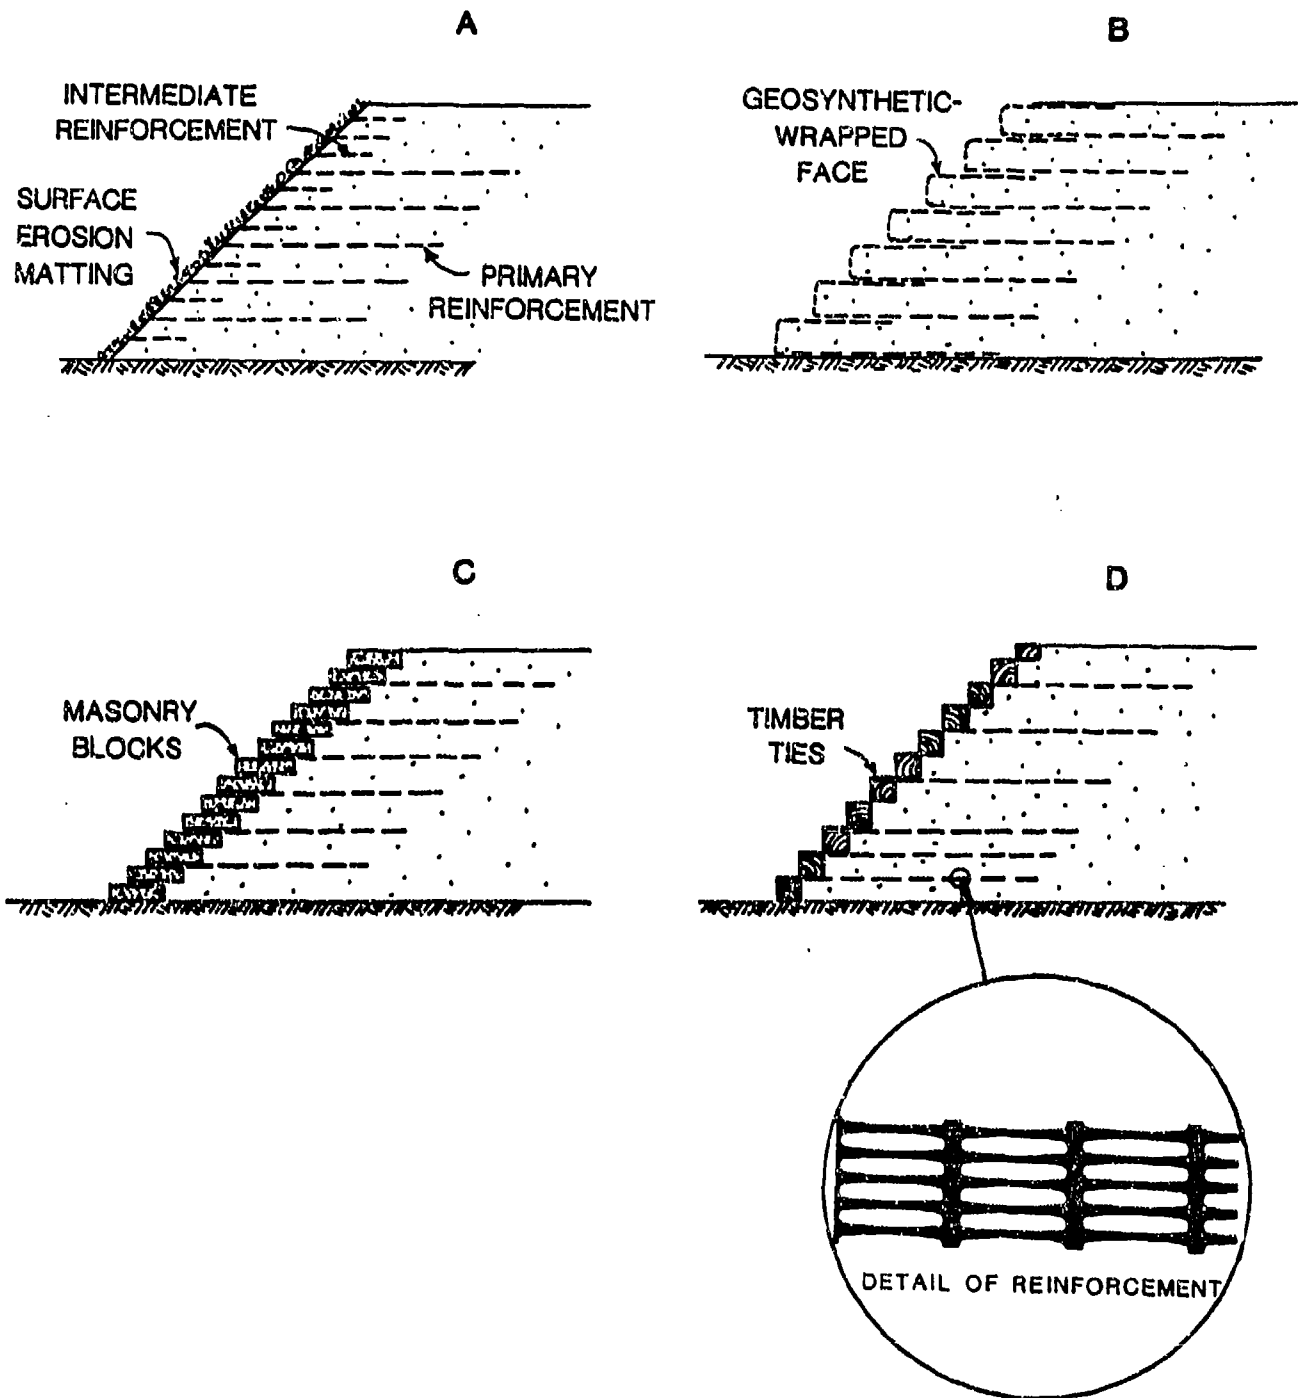 A
INTERMEDIATE
REINFORCEMENT
SURFACE
EROSION
MATTING
PRIMARY
REINFORCEMENT
B
GEOSYNTHETIC-
WRAPPED
FACE
C
MASONRY
BLOCKS
D
TIMBER
TIES
DETAIL OF REINFORCEMENT